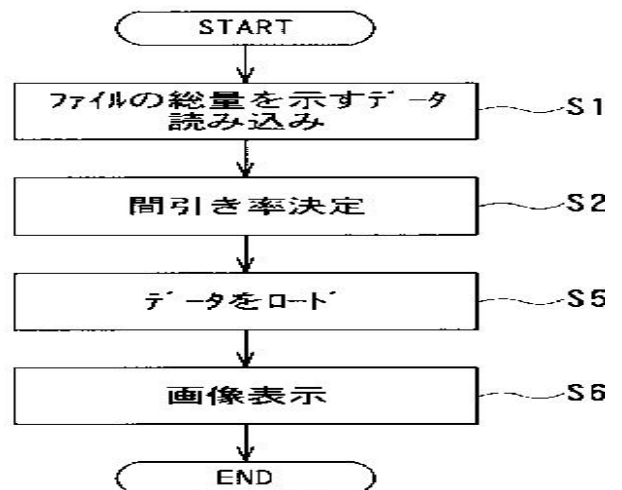 START
ファイルの総量を示すデータ
読み込み
S1
間引き率決定
S2
データをロード
S5
画像表示
S6
END